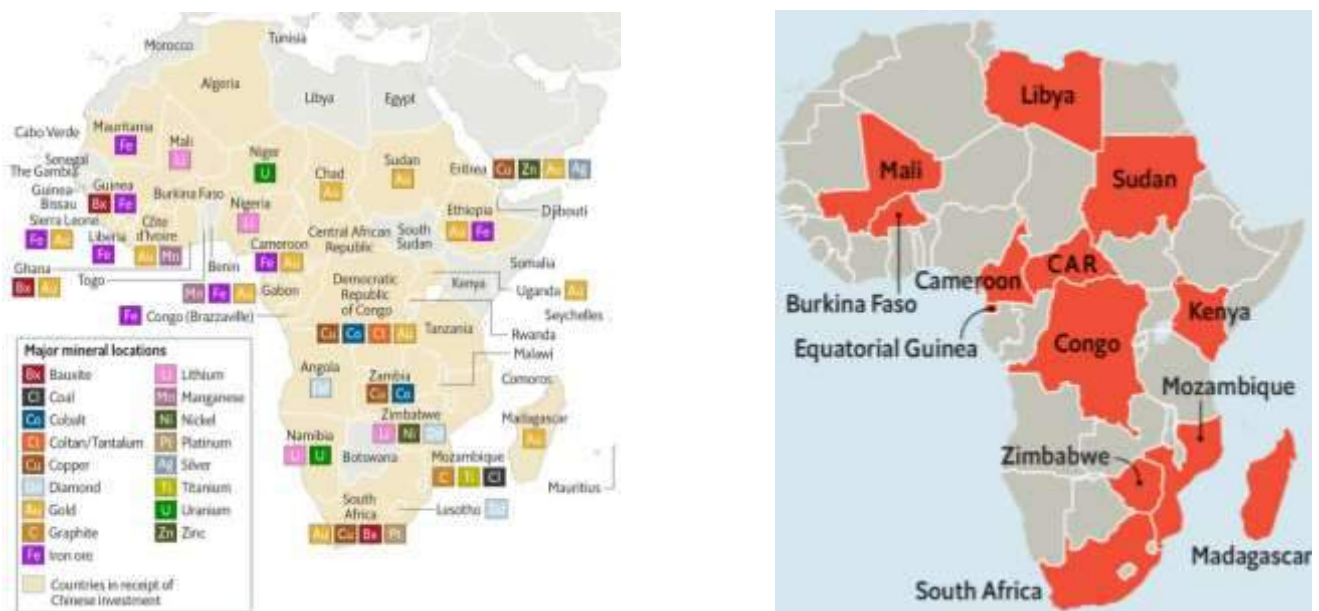 Morocco
Tunisia
Algeria
Libya
Egypt
Cabo Verde
Mauritania
Fe
Mali
Li
Niger
U
Chad
Au
Sudan
Au
Eritrea Cu Zn Au Ag
Senegal
The Gambia
Guinea
Bissau
Guinea
Bx Fe
Burkina Faso
Nigeria
Li
Djibouti
Sierra Leone
Fe Au
Liberia
Fe
Côte
d'Ivoire
Au Mn
Cameroon
Fe Au
Central African
Republic
South
Sudan
Ethiopia
Au Fe
Somalia
Ghana
Bx Au
Togo
Benin
Mn Fe Au Gabon
Fe Congo (Brazzaville)
Democratic
Republic
of Congo
Cu Co Au
Kenya
Uganda Au
Seychelles
Tanzania
Rwanda
Malawi
Comoros
Angola
Zambia
Cu Co
Zimbabwe
Li Ni
Madagascar
Au
Namibia
Li U
Botswana
Mozambique
C Ti Cl
Mauritius
South
Africa
Au Cu Bx Pt
Lesotho
Major mineral locations
Bx Bauxite
Cl Coal
Co Cobalt
Coltan/Tantalum
Cu Copper
Diamond
Au Gold
C Graphite
Fe Iron ore
Li Lithium
Mn Manganese
Ni Nickel
Pt Platinum
Ag Silver
Ti Titanium
U Uranium
Zn Zinc
Countries in receipt of
Chinese investment
Libya
Mali
Sudan
Cameroon
CAR
Burkina Faso
Kenya
Equatorial Guinea
Congo
Mozambique
Zimbabwe
Madagascar
South Africa